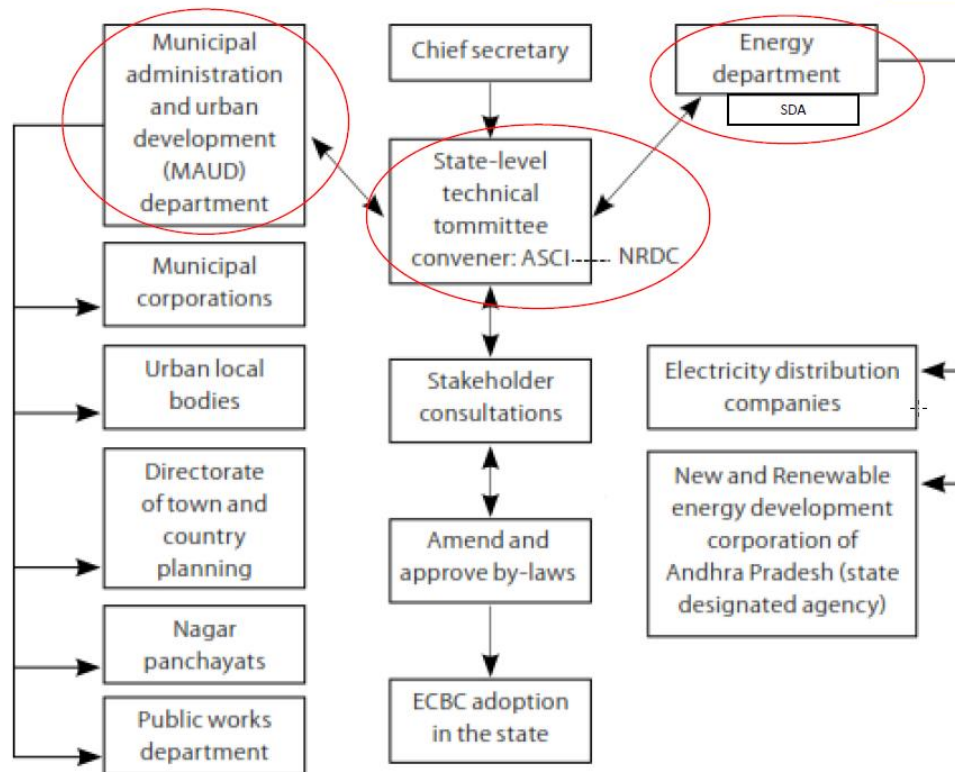 Municipal
administration
and urban
development
(MAUD)
department
Municipal
corporations
Urban local
bodies
Directorate
of town and
country
planning
Nagar
panchayats
Public works
department
Chief secretary
State-level
technical
tommittee
convener: ASCI
NRDC
Stakeholder
consultations
Amend and
approve by-laws
ECBC adoption
in the state
Energy
department
SDA
Electricity distribution
companies
New and Renewable
energy development
corporation of
Andhra Pradesh (state
designated agency)